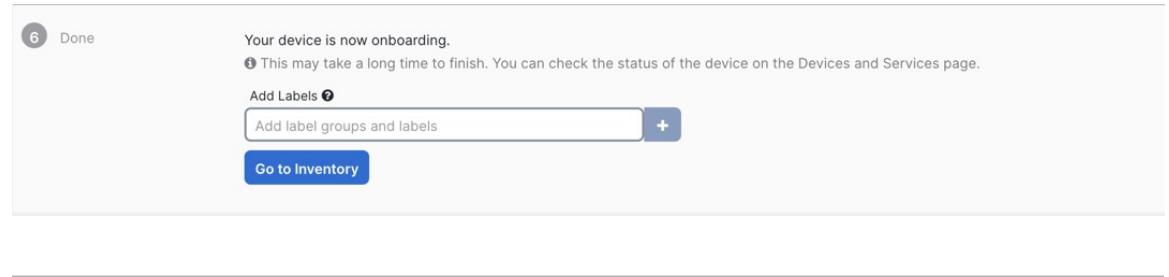 6 Done
Your device is now onboarding.
This may take a long time to finish. You can check the status of the device on the Devices and Services page.
Add Labels
Add label groups and labels
Go to Inventory